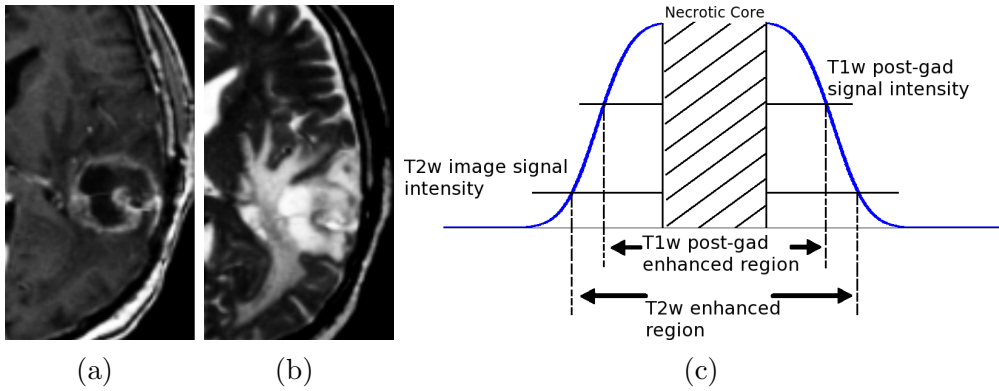 Necrotic Core
T1w post-gad
signal intensity
T2w image signal
intensity
T1w post-gad
enhanced region
T2w enhanced
region
(a)
(b)
(c)